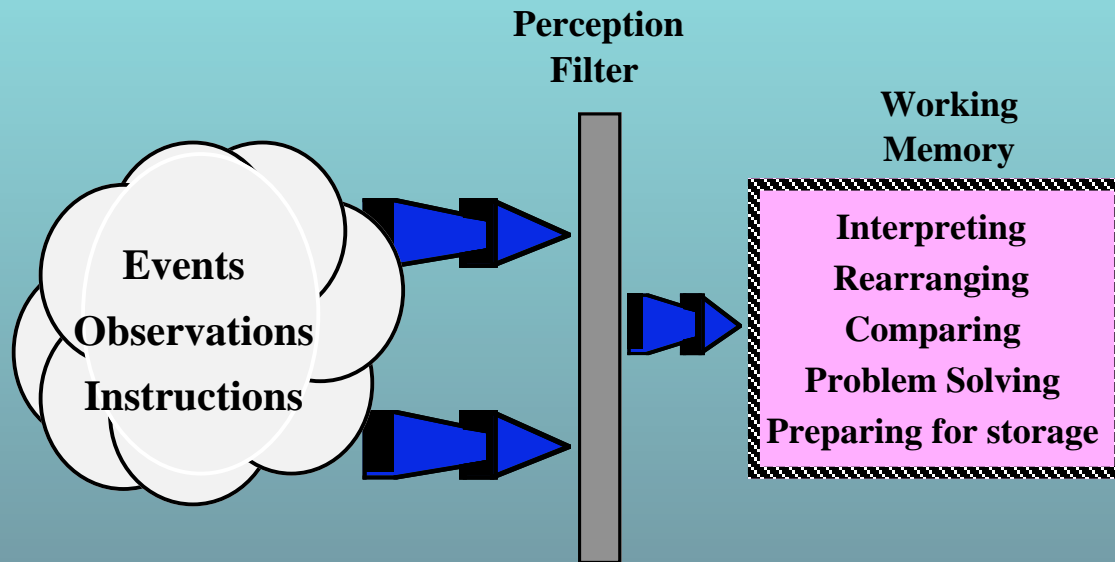 Perception
Filter
Working
Memory
Events
Observations
Instructions
Interpreting
Rearranging
Comparing
Problem Solving
Preparing for storage